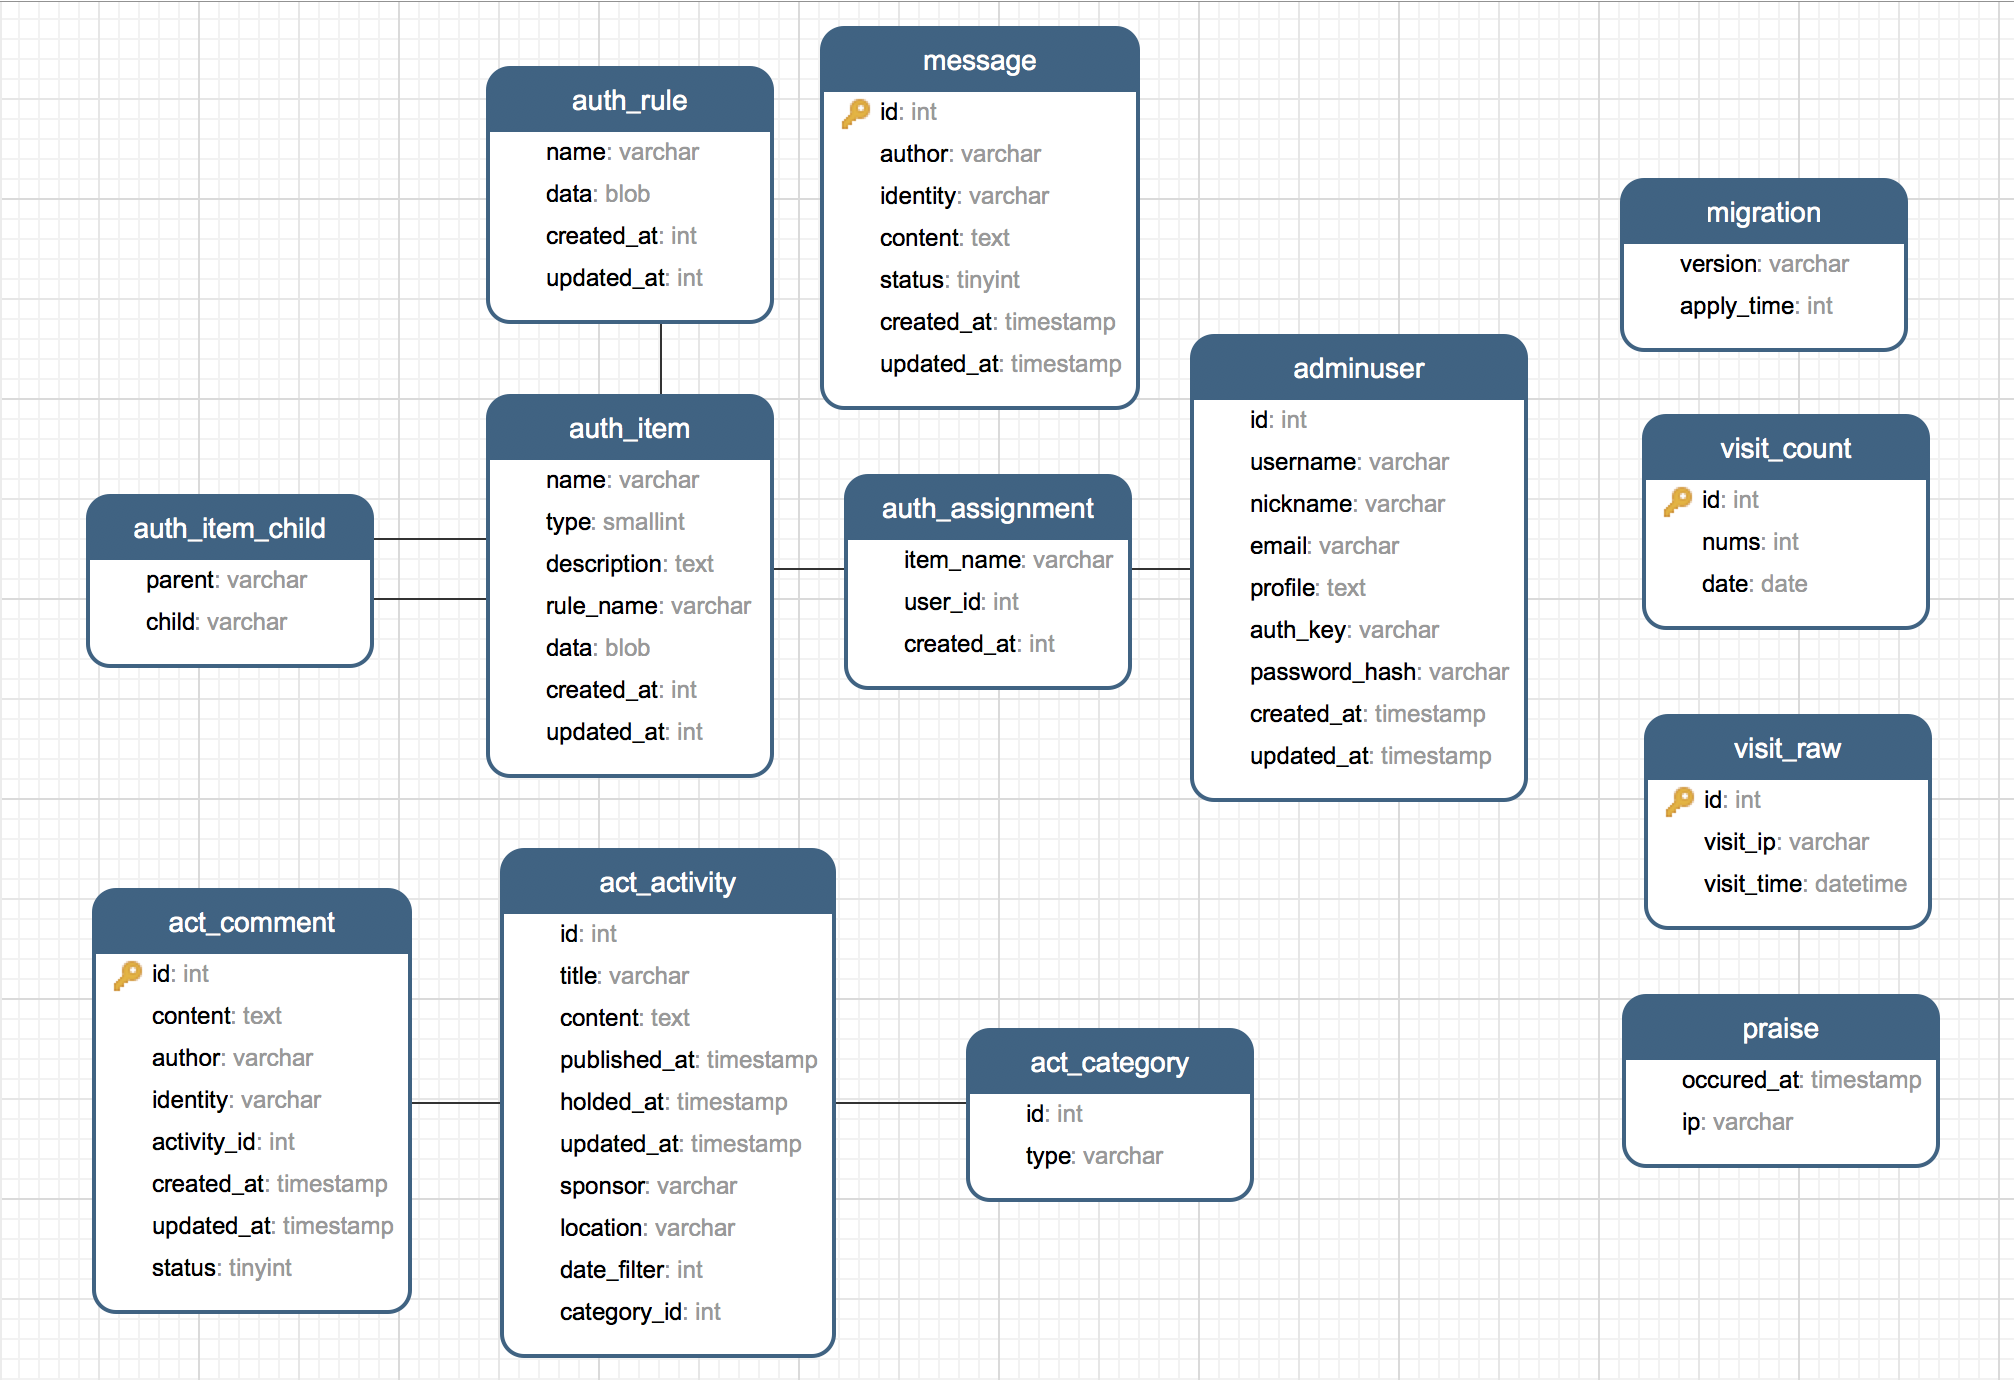 auth_rule
name: varchar
data: blob
created_at: int
updated_at: int
message
id: int
author: varchar
identity: varchar
content: text
status: tinyint
created_at: timestamp
updated_at: timestamp
migration
version: varchar
apply_time: int
auth_item_child
parent: varchar
child: varchar
auth_item
name: varchar
type: smallint
description: text
rule_name: varchar
data: blob
created_at: int
updated_at: int
auth_assignment
item_name: varchar
user_id: int
created_at: int
adminuser
id: int
username: varchar
nickname: varchar
email: varchar
profile: text
auth_key: varchar
password_hash: varchar
created_at: timestamp
updated_at: timestamp
visit_count
id: int
nums: int
date: date
visit_raw
id: int
visit_ip: varchar
visit_time: datetime
act_comment
id: int
content: text
author: varchar
identity: varchar
activity_id: int
created_at: timestamp
updated_at: timestamp
status: tinyint
act_activity
id: int
title: varchar
content: text
published_at: timestamp
holded_at: timestamp
updated_at: timestamp
sponsor: varchar
location: varchar
date_filter: int
category_id: int
act_category
id: int
type: varchar
praise
occured_at: timestamp
ip: varchar